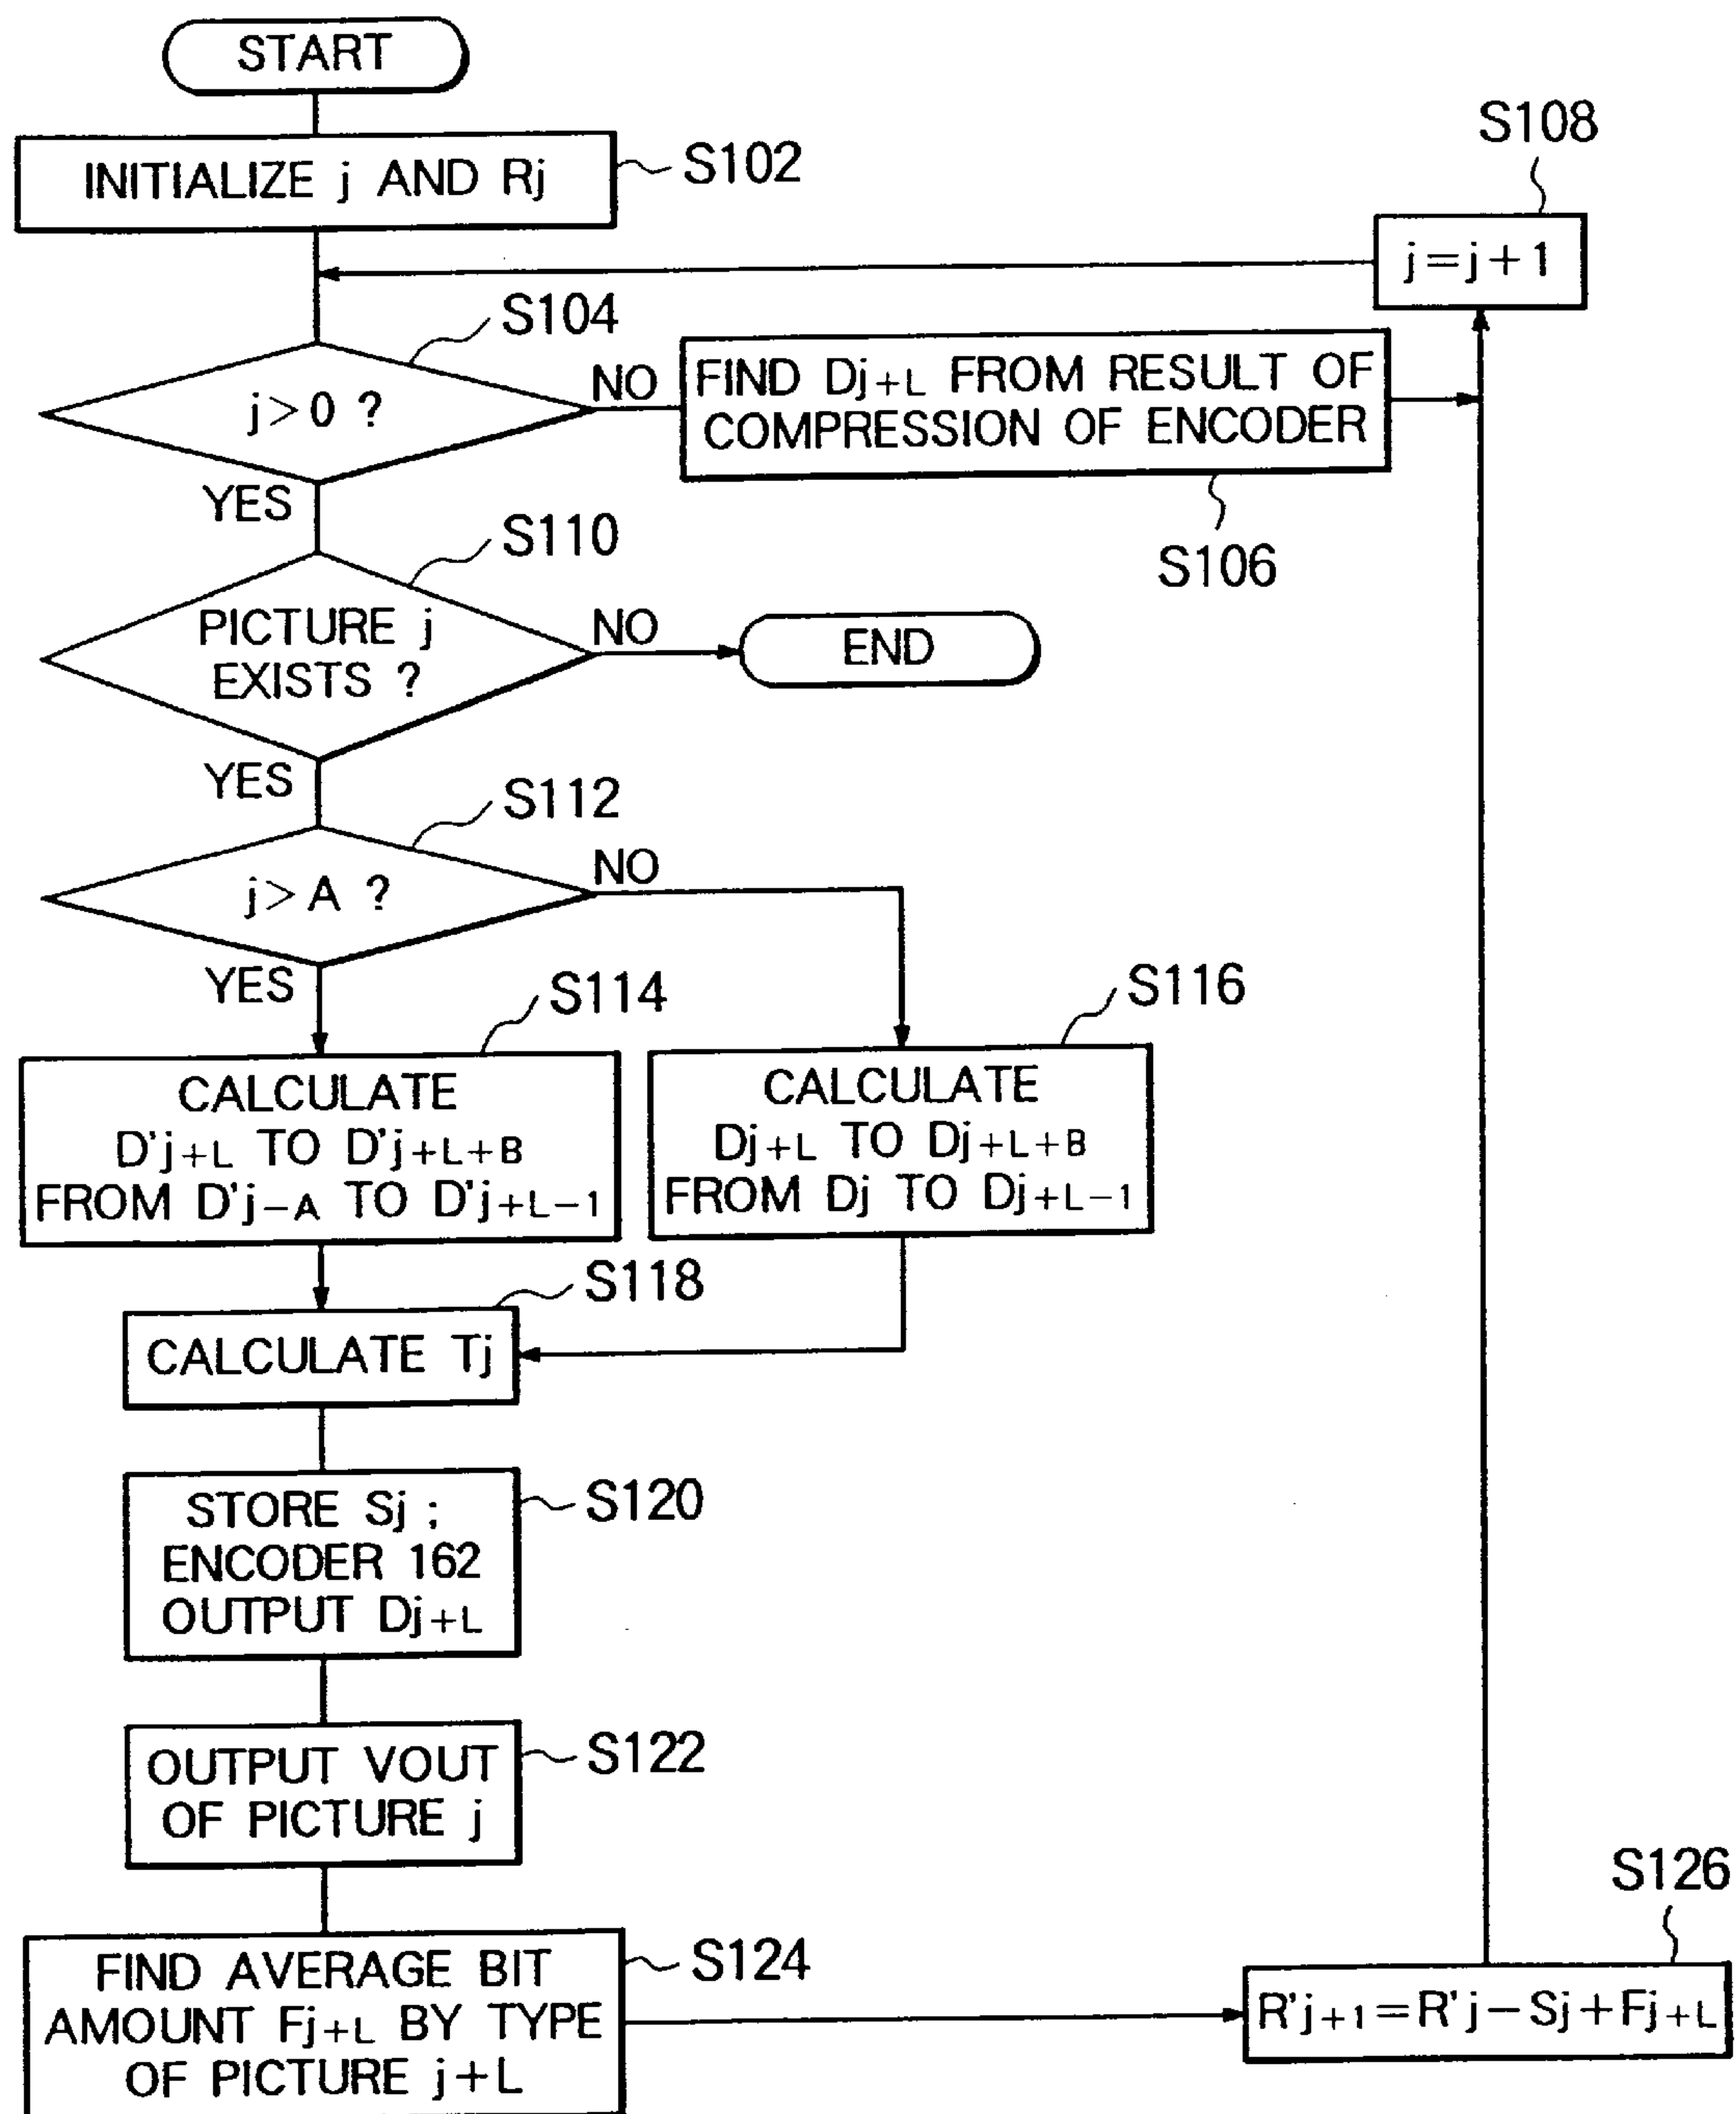 START
INITIALIZE j AND Rj
S102
S108
j=j+1
S104
j>0 ?
NO
FIND Dj+L FROM RESULT OF
COMPRESSION OF ENCODER
S106
YES
S110
PICTURE j
EXISTS ?
NO
END
YES
S112
j>A ?
NO
YES
S114
CALCULATE
D'j+L TO D'j+L+B
FROM D'j-A TO D'j+L-1
S116
CALCULATE
Dj+L TO Dj+L+B
FROM Dj TO Dj+L-1
S118
CALCULATE Tj
S120
STORE Sj ;
ENCODER 162
OUTPUT Dj+L
S122
OUTPUT VOUT
OF PICTURE j
S124
FIND AVERAGE BIT
AMOUNT Fj+L BY TYPE
OF PICTURE j+L
S126
R'j+1=R'j-Sj+Fj+L